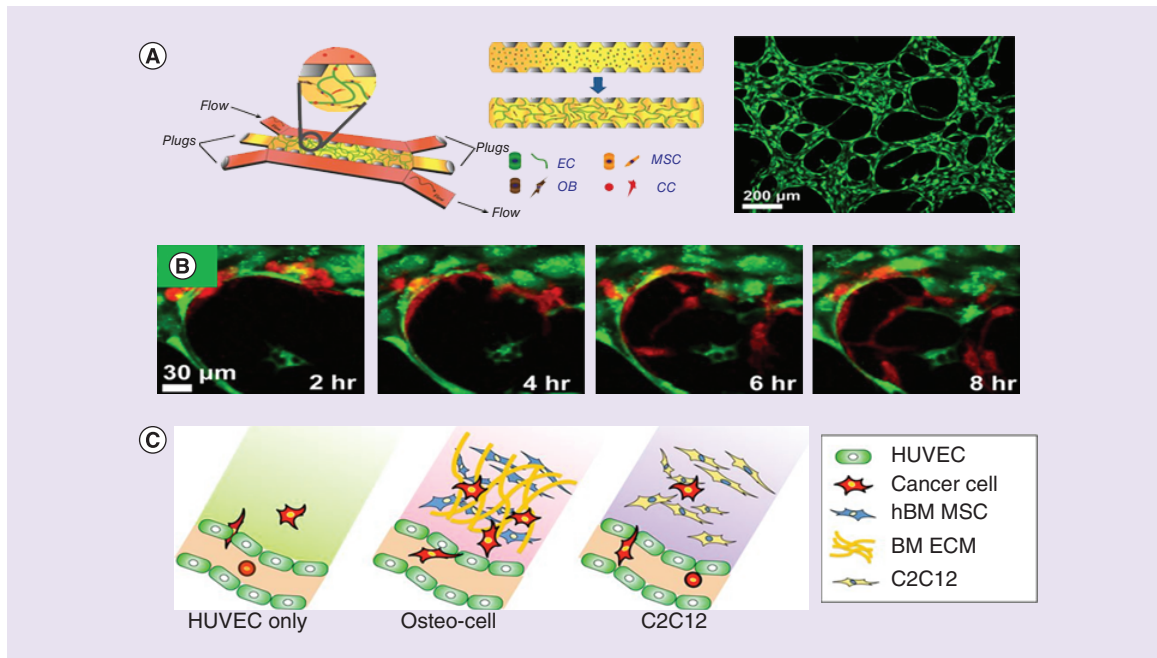 A
Flow
Plugs
Plugs
Flow
EC
MSC
OB
CC
200 μm
B
30 μm
2 hr
4 hr
6 hr
8 hr
C
HUVEC only
Osteo-cell
C2C12
HUVEC
Cancer cell
hBM MSC
BM ECM
C2C12